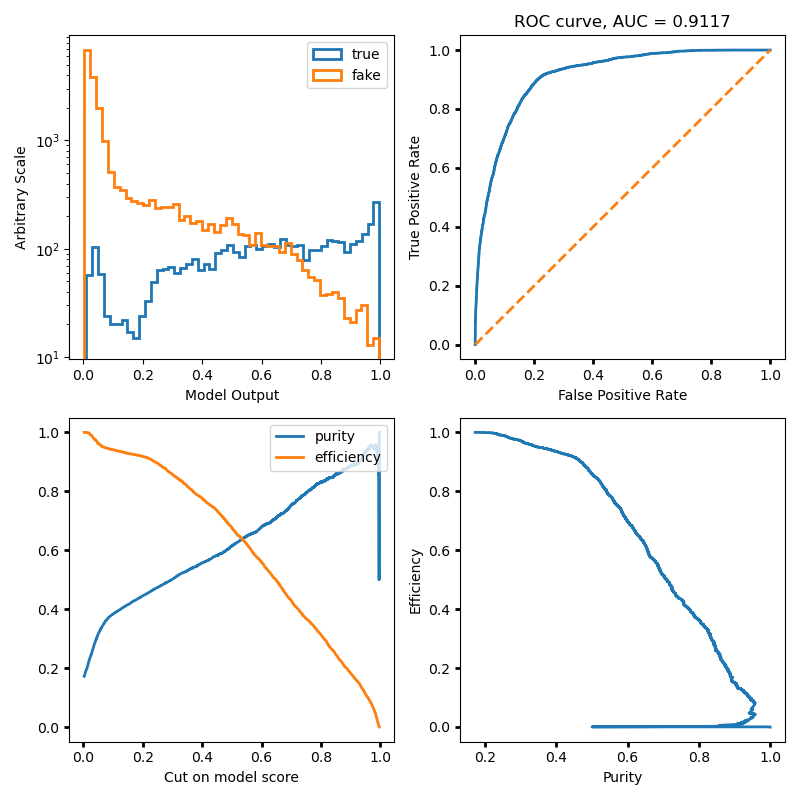 true
fake
10³
10²
10¹
Arbitrary Scale
0.0 0.2 0.4 0.6 0.8 1.0
Model Output
ROC curve, AUC = 0.9117
1.0
0.8
0.6
0.4
0.2
0.0
True Positive Rate
0.0 0.2 0.4 0.6 0.8 1.0
False Positive Rate
purity
efficiency
1.0
0.8
0.6
0.4
0.2
0.0
0.0 0.2 0.4 0.6 0.8 1.0
Cut on model score
1.0
0.8
0.6
0.4
0.2
0.0
Efficiency
0.2 0.4 0.6 0.8 1.0
Purity